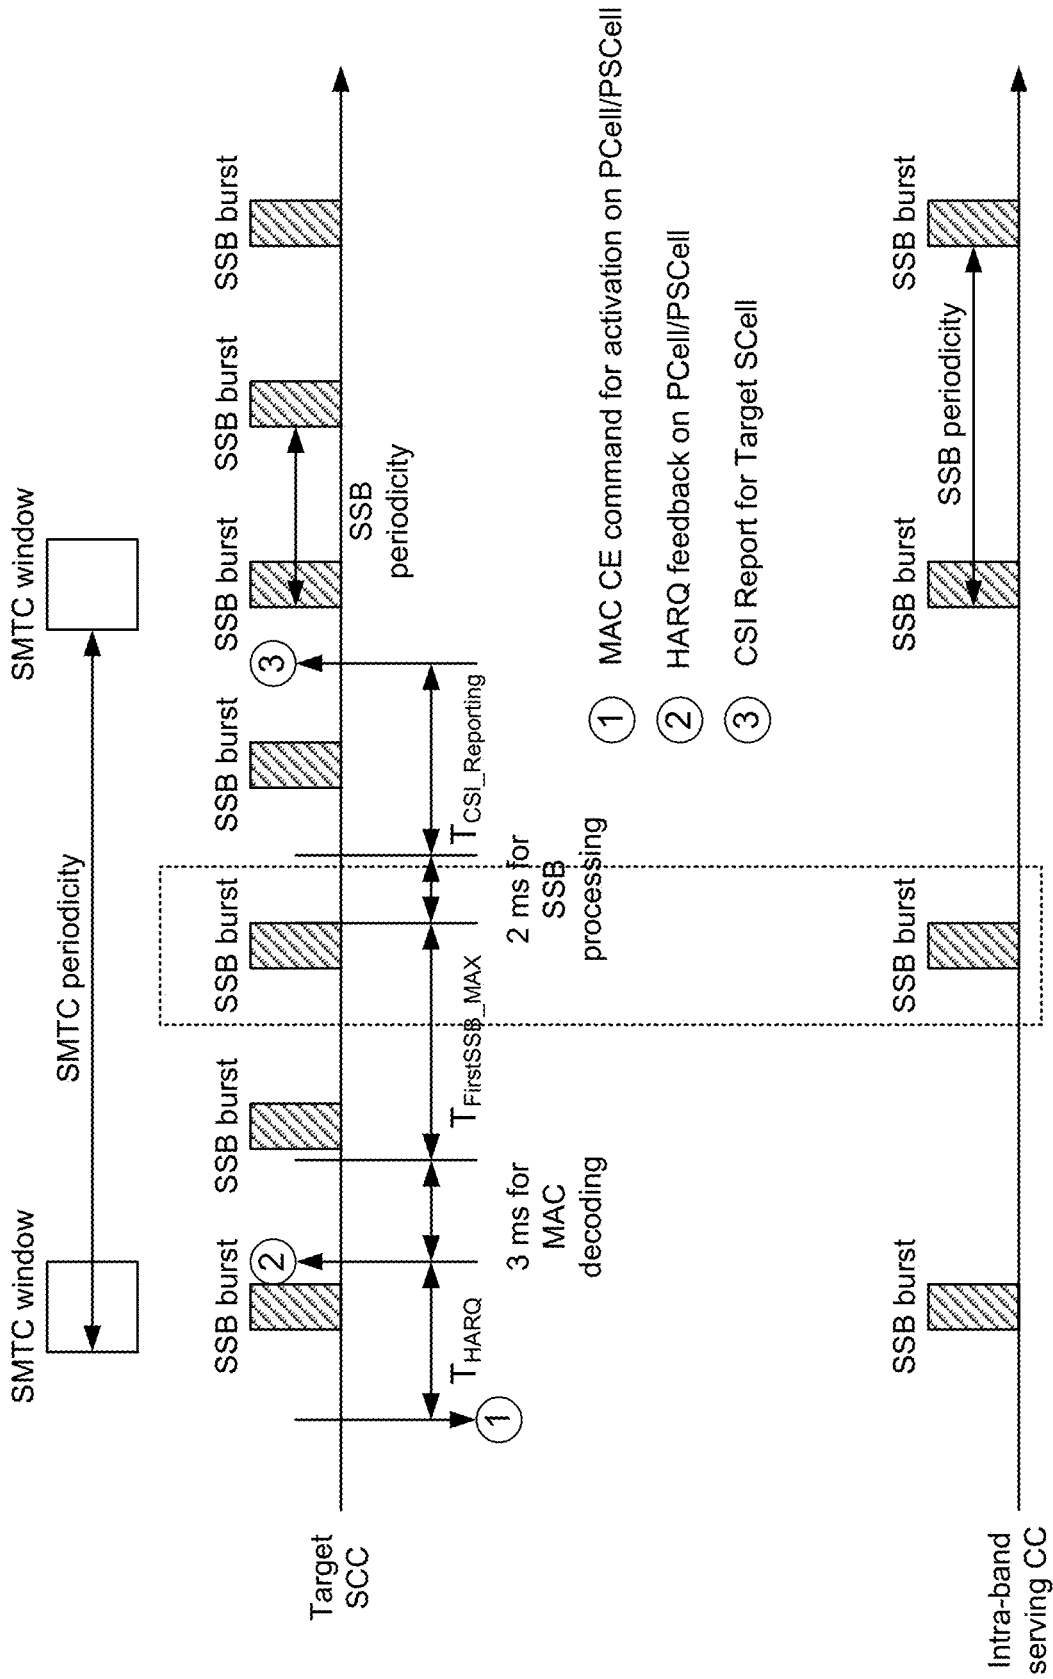 SMTC window
SMTC periodicity
SMTC window
SSB burst
SSB burst
SSB burst
SSB burst
SSB burst
SSB burst
SSB burst
2
3
Target
SCC
SSB
periodicity
T_HARQ
T_FirstSSB_MAX
T_CSI_Reporting
1
3 ms for
MAC
decoding
2 ms for
SSB
processing
1 MAC CE command for activation on PCell/PSCell
2 HARQ feedback on PCell/PSCell
3 CSI Report for Target SCell
SSB burst
SSB burst
SSB burst
SSB burst
SSB periodicity
Intra-band
serving CC